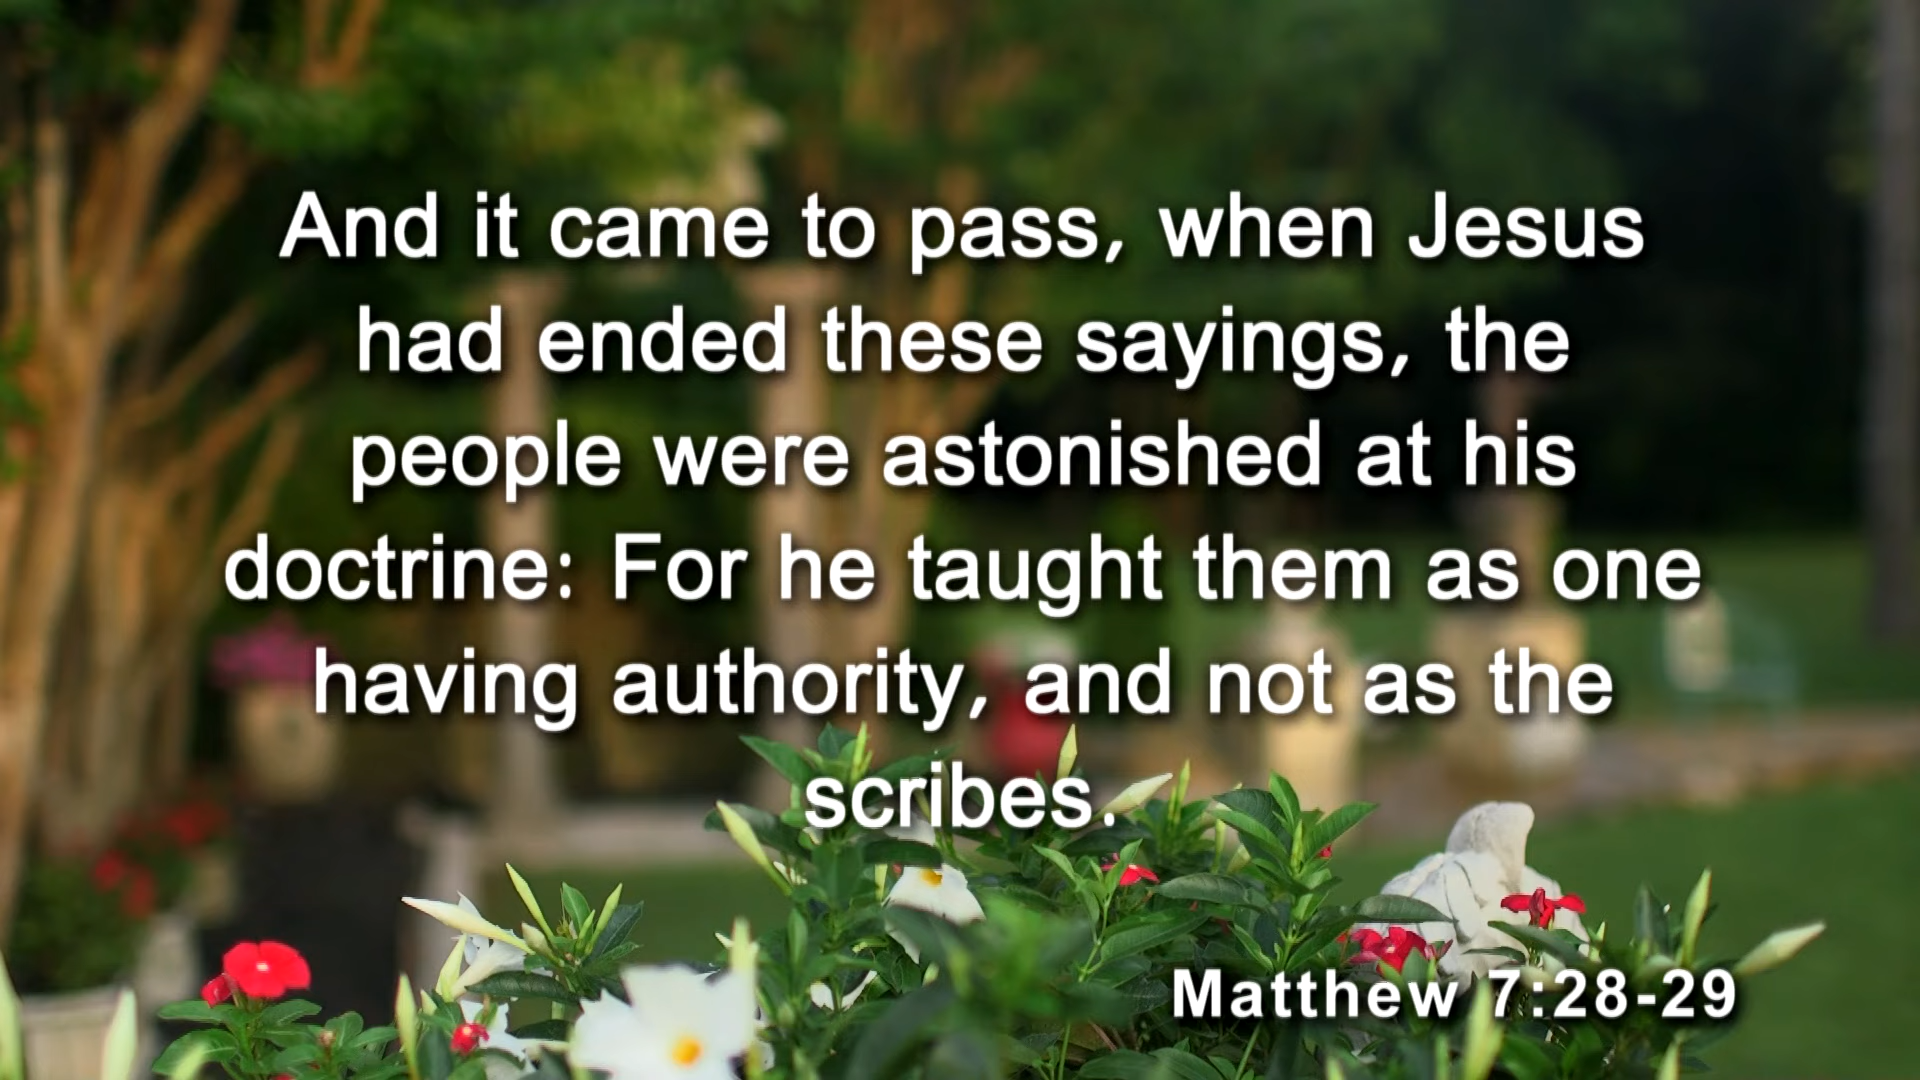 And it came to pass, when Jesus
had ended these sayings, the
people were astonished at his
doctrine: For he taught them as one
having authority, and not as the
scribes.
Matthew 7:28-29